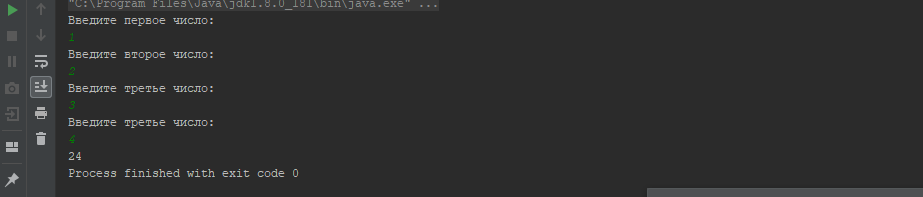 "C:\Program Files\Java\jdk1.8.0_181\bin\java.exe" ...
Введите первое число:
1
Введите второе число:
2
Введите третье число:
3
Введите третье число:
4
24
Process finished with exit code 0